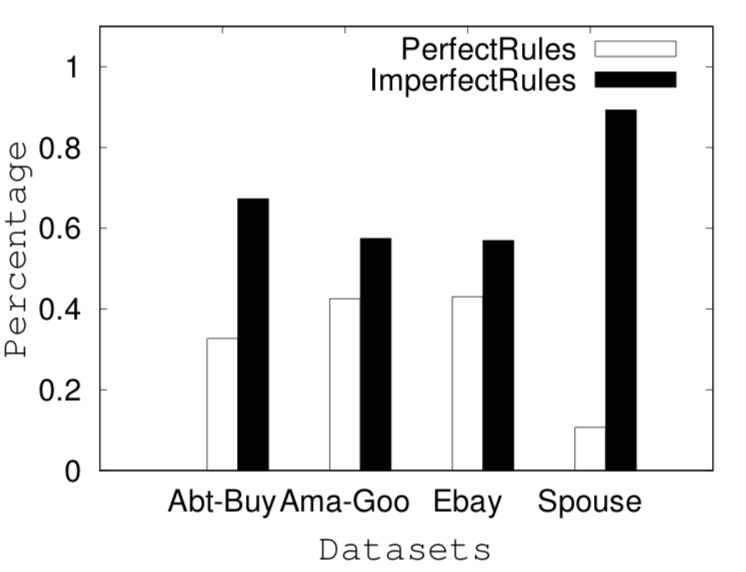 PerfectRules
ImperfectRules
1
0.8
0.6
0.4
0.2
0
Percentage
Abt-Buy Ama-Goo Ebay Spouse
Datasets